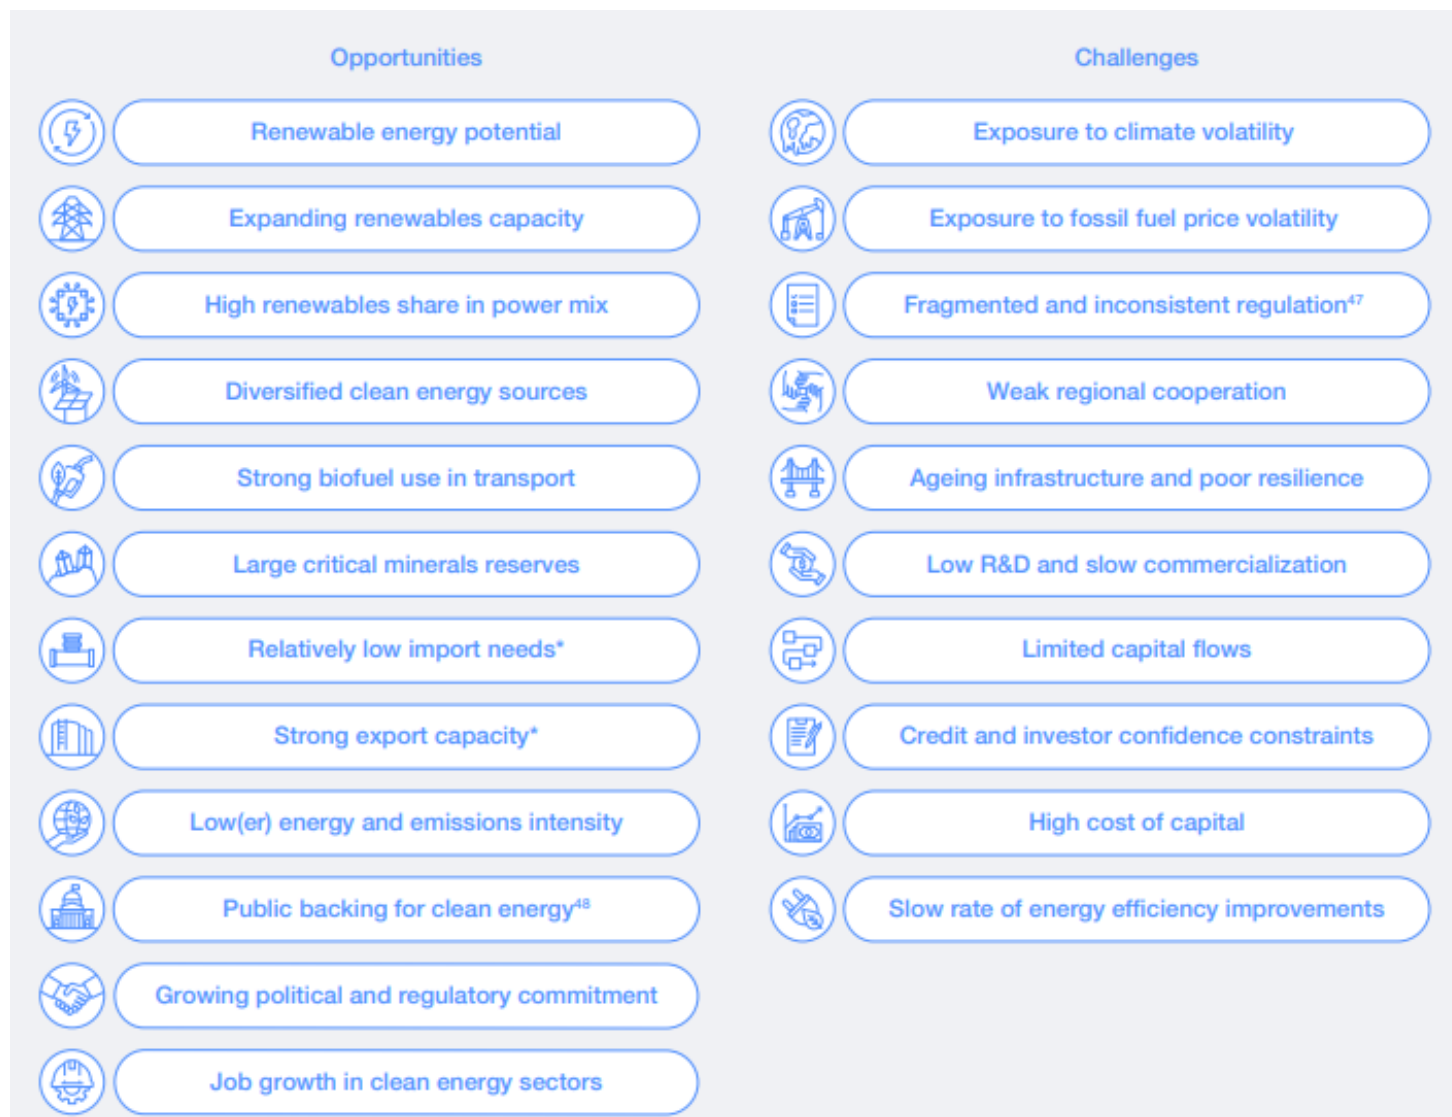 Opportunities
Renewable energy potential
Expanding renewables capacity
High renewables share in power mix
Diversified clean energy sources
Strong biofuel use in transport
Large critical minerals reserves
Relatively low import needs*
Strong export capacity*
Low(er) energy and emissions intensity
Public backing for clean energy⁴⁸
Growing political and regulatory commitment
Job growth in clean energy sectors
Challenges
Exposure to climate volatility
Exposure to fossil fuel price volatility
Fragmented and inconsistent regulation⁴⁷
Weak regional cooperation
Ageing infrastructure and poor resilience
Low R&D and slow commercialization
Limited capital flows
Credit and investor confidence constraints
High cost of capital
Slow rate of energy efficiency improvements